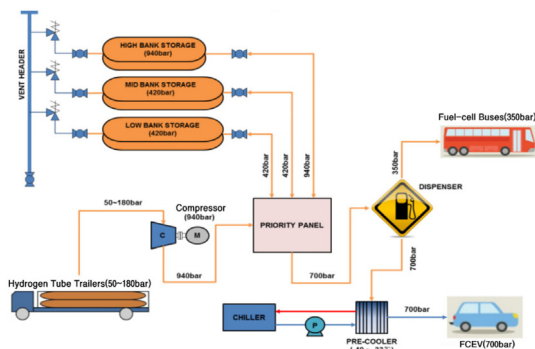 VENT HEADER
HIGH BANK STORAGE
(940bar)
MID BANK STORAGE
(420bar)
LOW BANK STORAGE
(420bar)
420bar
420bar
940bar
Fuel-cell Buses(350bar)
350bar
DISPENSER
50~180bar
Compressor
(940bar)
C
M
PRIORITY PANEL
940bar
700bar
700bar
Hydrogen Tube Trailers(50~180bar)
CHILLER
P
700bar
PRE-COOLER
FCEV(700bar)